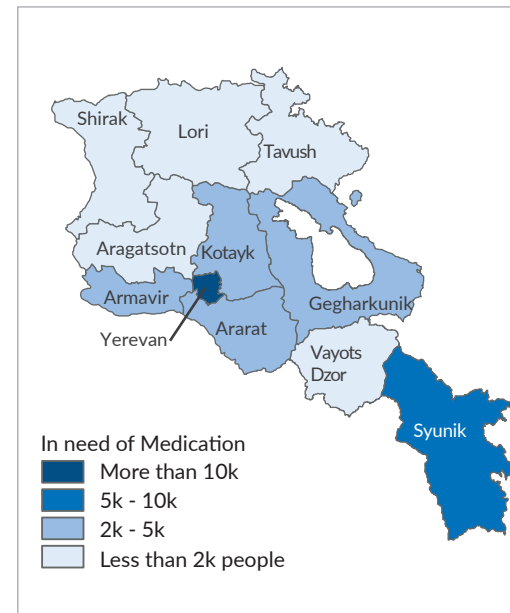 Shirak
Lori
Tavush
Aragatsotn
Kotayk
Armavir
Gegharkunik
Yerevan
Ararat
Vayots
Dzor
Syunik
In need of Medication
More than 10k
5k - 10k
2k - 5k
Less than 2k people